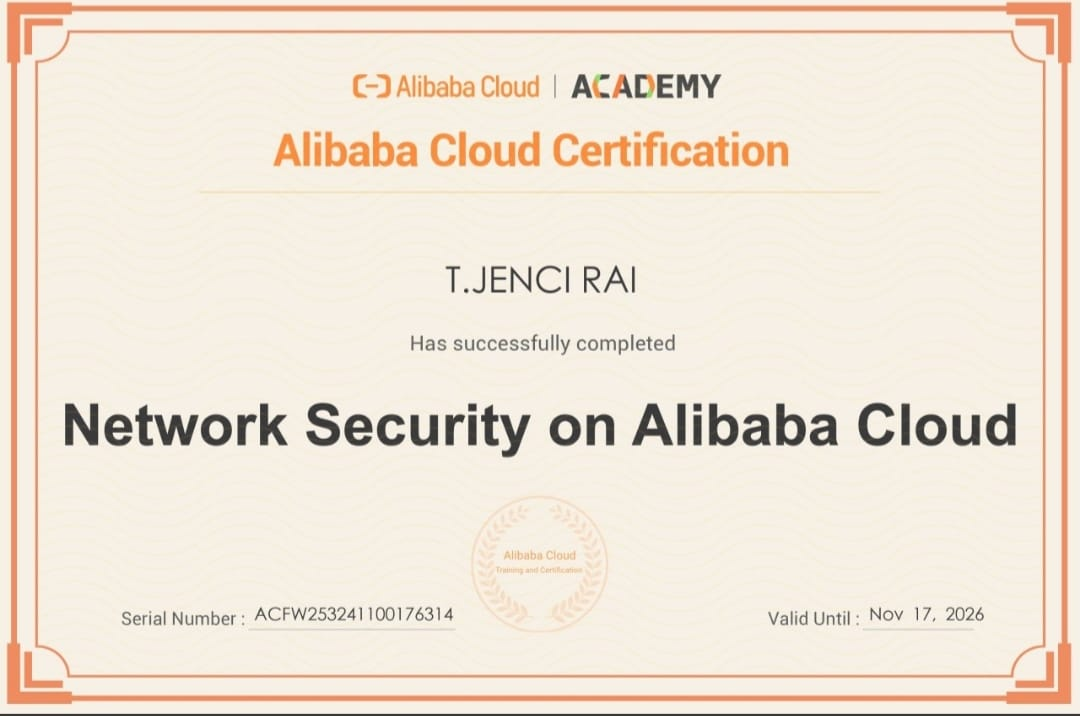 Alibaba Cloud | ACADEMY
Alibaba Cloud Certification
T.JENCI RAI
Has successfully completed
Network Security on Alibaba Cloud
Alibaba Cloud
Training and Certification
Serial Number : ACFW253241100176314
Valid Until : Nov 17, 2026